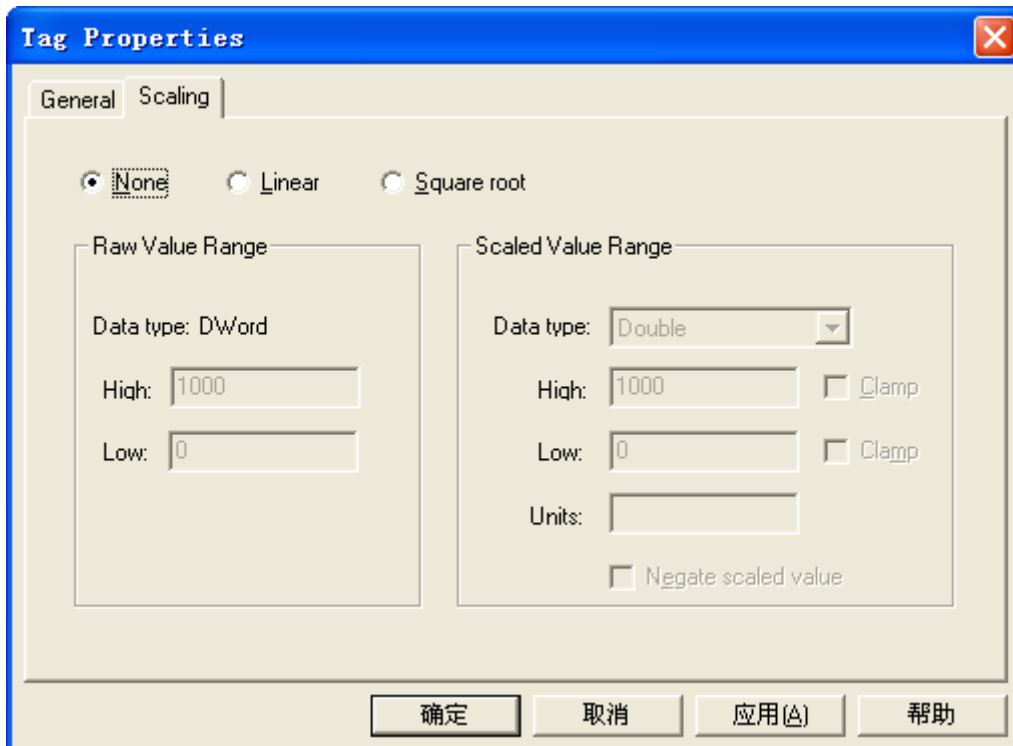 Tag Properties
General Scaling
None Linear Square root
Raw Value Range
Data type: DWord
High: 1000
Low: 0
Scaled Value Range
Data type: Double
High: 1000 Clamp
Low: 0 Clamp
Units:
Negate scaled value
确定 取消 应用(A) 帮助